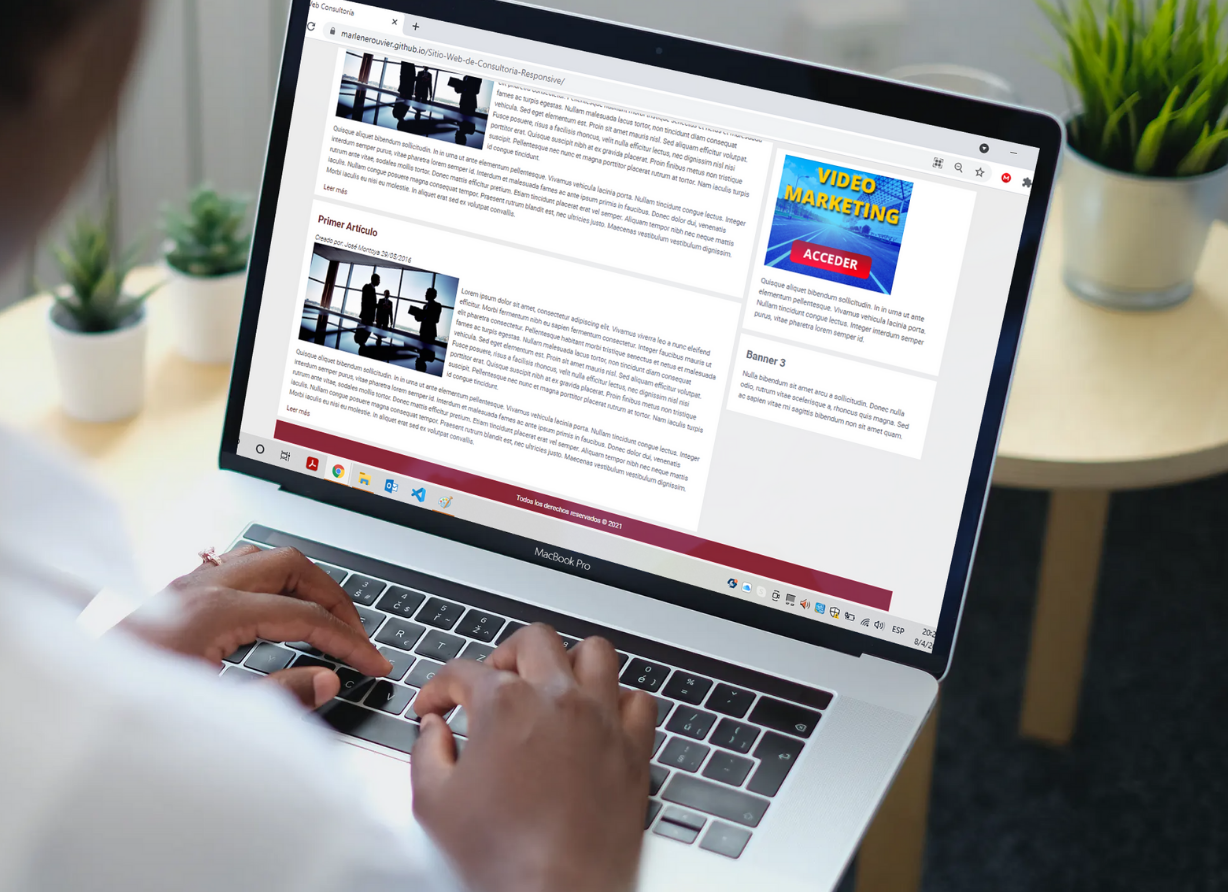 Web Consultoría
marlenerouvier.github.io/Sitio-Web-de-Consultoria-Responsive/
fames ac turpis egestas. Nullam malesuada lacus tortor, non tincidunt diam consequat
vehicula. Sed eget elementum est. Proin sit amet mauris nisl. Sed aliquam efficitur volutpat.
Fusce posuere, risus a facilisis rhoncus, velit nulla efficitur lectus, nec dignissim nisl nisi
porttitor erat. Quisque suscipit nibh at ex gravida placerat. Proin finibus metus non tristique
suscipit. Pellentesque nec nunc et magna porttitor placerat rutrum at tortor. Nam iaculis turpis
id congue tincidunt.
Quisque aliquet bibendum sollicitudin. In in urna ut ante elementum pellentesque. Vivamus vehicula lacinia porta. Nullam tincidunt congue lectus. Integer
interdum semper purus, vitae pharetra lorem semper id. Interdum et malesuada fames ac ante ipsum primis in faucibus. Donec dolor dui, venenatis
rutrum ante vitae, sodales mollis tortor. Donec mattis efficitur pretium. Etiam tincidunt placerat erat vel semper. Aliquam tempor nibh nec neque mattis
iaculis. Nullam congue posuere magna consequat tempor. Praesent rutrum blandit est, nec ultricies justo. Maecenas vestibulum vestibulum dignissim.
Morbi iaculis eu nisi eu molestie. In aliquet erat sed ex volutpat convallis.
Leer más
Primer Artículo
Creado por: José Montoya 29/05/2016
Lorem ipsum dolor sit amet, consectetur adipiscing elit. Vivamus viverra leo a nunc eleifend
efficitur. Morbi fermentum nibh eu sapien fermentum consectetur. Integer faucibus mauris ut
elit pharetra consectetur. Pellentesque habitant morbi tristique senectus et netus et malesuada
fames ac turpis egestas. Nullam malesuada lacus tortor, non tincidunt diam consequat
vehicula. Sed eget elementum est. Proin sit amet mauris nisl. Sed aliquam efficitur volutpat.
Fusce posuere, risus a facilisis rhoncus, velit nulla efficitur lectus, nec dignissim nisl nisi
porttitor erat. Quisque suscipit nibh at ex gravida placerat. Proin finibus metus non tristique
suscipit. Pellentesque nec nunc et magna porttitor placerat rutrum at tortor. Nam iaculis turpis
id congue tincidunt.
Quisque aliquet bibendum sollicitudin. In in urna ut ante elementum pellentesque. Vivamus vehicula lacinia porta. Nullam tincidunt congue lectus. Integer
interdum semper purus, vitae pharetra lorem semper id. Interdum et malesuada fames ac ante ipsum primis in faucibus. Donec dolor dui, venenatis
rutrum ante vitae, sodales mollis tortor. Donec mattis efficitur pretium. Etiam tincidunt placerat erat vel semper. Aliquam tempor nibh nec neque mattis
iaculis. Nullam congue posuere magna consequat tempor. Praesent rutrum blandit est, nec ultricies justo. Maecenas vestibulum vestibulum dignissim.
Morbi iaculis eu nisi eu molestie. In aliquet erat sed ex volutpat convallis.
Leer más
VIDEO
MARKETING
ACCEDER
Quisque aliquet bibendum sollicitudin. In in urna ut ante
elementum pellentesque. Vivamus vehicula lacinia porta.
Nullam tincidunt congue lectus. Integer interdum semper
purus, vitae pharetra lorem semper id.
Banner 3
Nulla bibendum sit amet arcu a sollicitudin. Donec nulla
odio, rutrum vitae scelerisque a, rhoncus quis magna. Sed
ac sapien vitae mi sagittis bibendum non sit amet quam.
Todos los derechos reservados © 2021
ESP
MacBook Pro